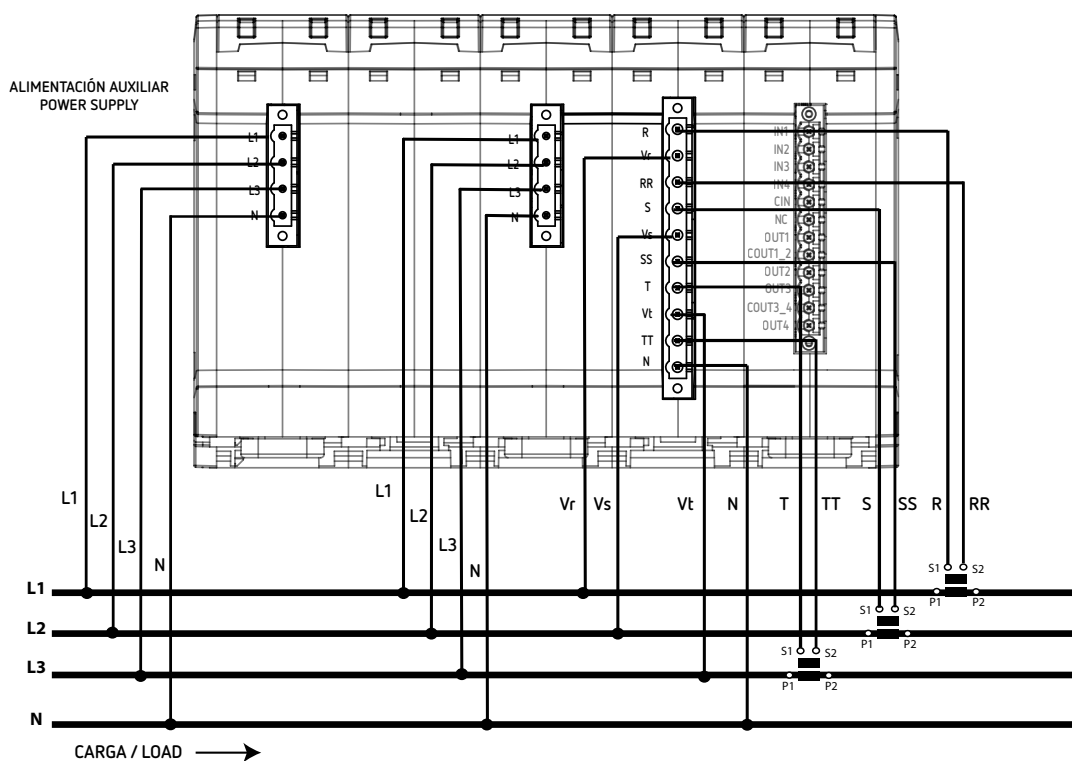 ALIMENTACIÓN AUXILIAR
POWER SUPPLY
L1
L2
L3
N
L1
L2
L3
N
R
Vr
RR
S
Vs
SS
T
Vt
TT
N
IN1
IN2
IN3
IN4
CIN
NC
OUT1
COUT1_2
OUT2
OUT3
COUT3_4
OUT4
L1
L2
L3
N
L1
L2
L3
N
Vr
Vs
Vt
N
T
TT
S
SS
R
RR
L1
S1
S2
P1
P2
L2
S1
S2
P1
P2
L3
S1
S2
P1
P2
N
CARGA / LOAD